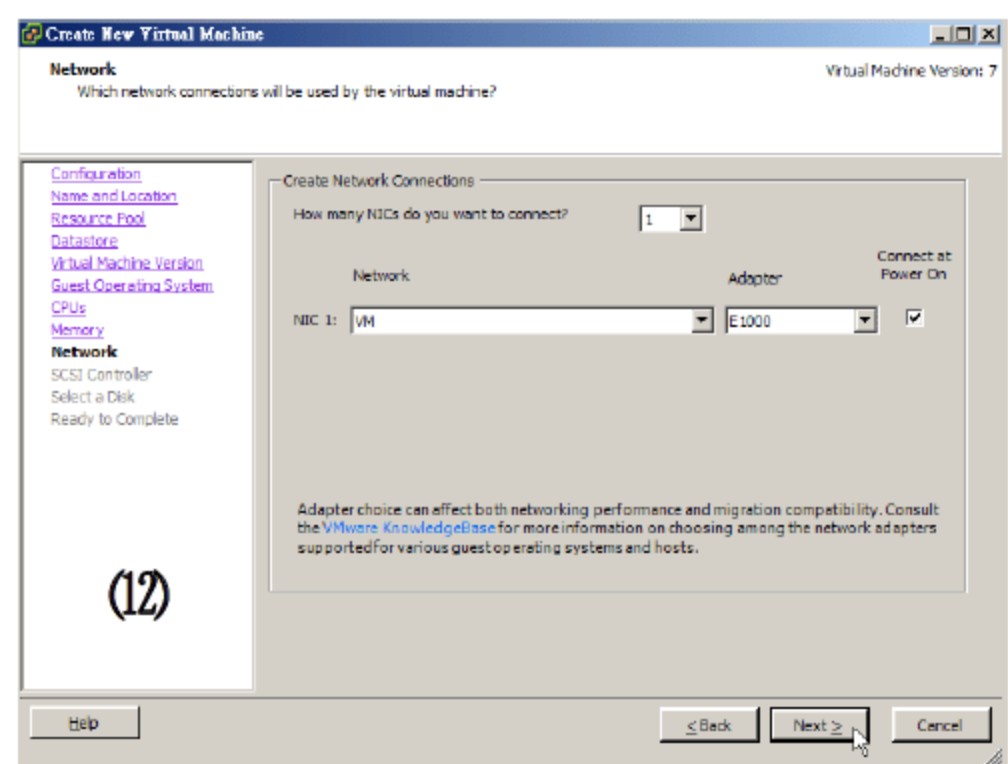 Create New Virtual Machine
Network
Virtual Machine Version: 7
Which network connections will be used by the virtual machine?
Configuration
Name and Location
Resource Pool
Datastore
Virtual Machine Version
Guest Operating System
CPUs
Memory
Network
SCSI Controller
Select a Disk
Ready to Complete
(12)
Create Network Connections
How many NICs do you want to connect?
1
Network
Adapter
Connect at
Power On
NIC 1:
VM
E1000
Adapter choice can affect both networking performance and migration compatibility. Consult
the VMware KnowledgeBase for more information on choosing among the network adapters
supported for various guest operating systems and hosts.
Help
< Back
Next >
Cancel